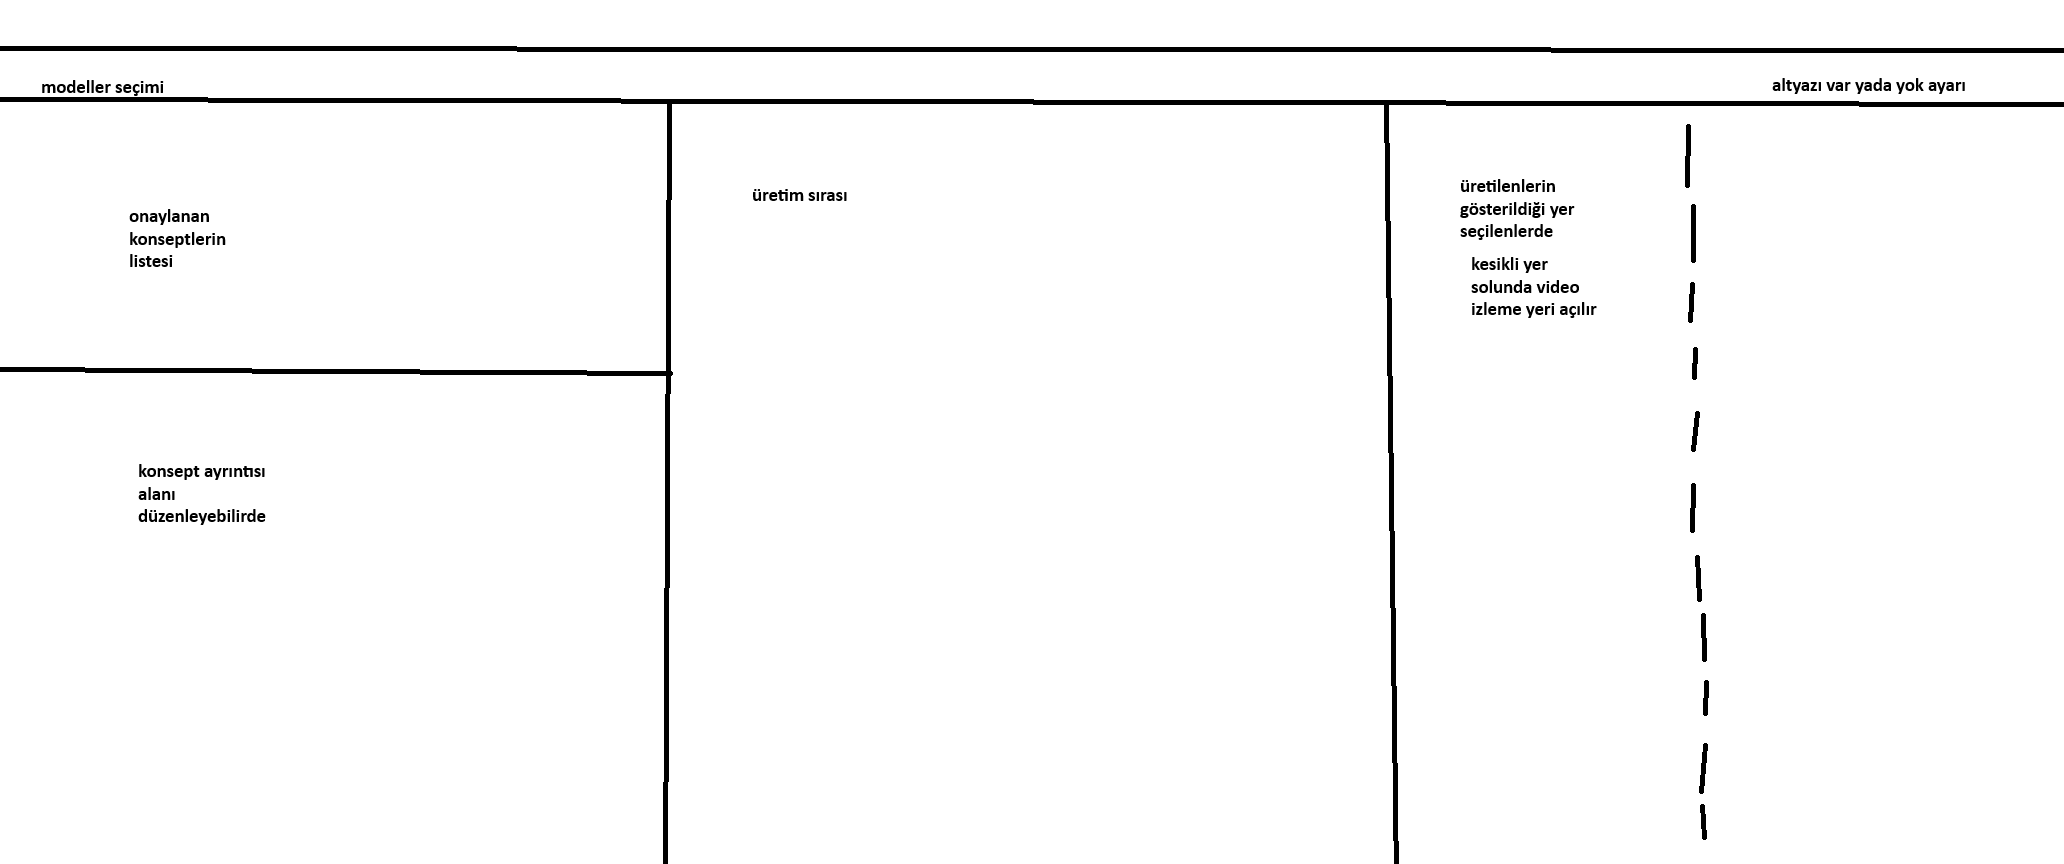 modeller seçimi
altyazı var yada yok ayarı
onaylanan
konseptlerin
listesi
konsept ayrıntısı
alanı
düzenleyebilirde
üretim sırası
üretilenlerin
gösterildiği yer
seçilenlerde
kesikli yer
solunda video
izleme yeri açılır